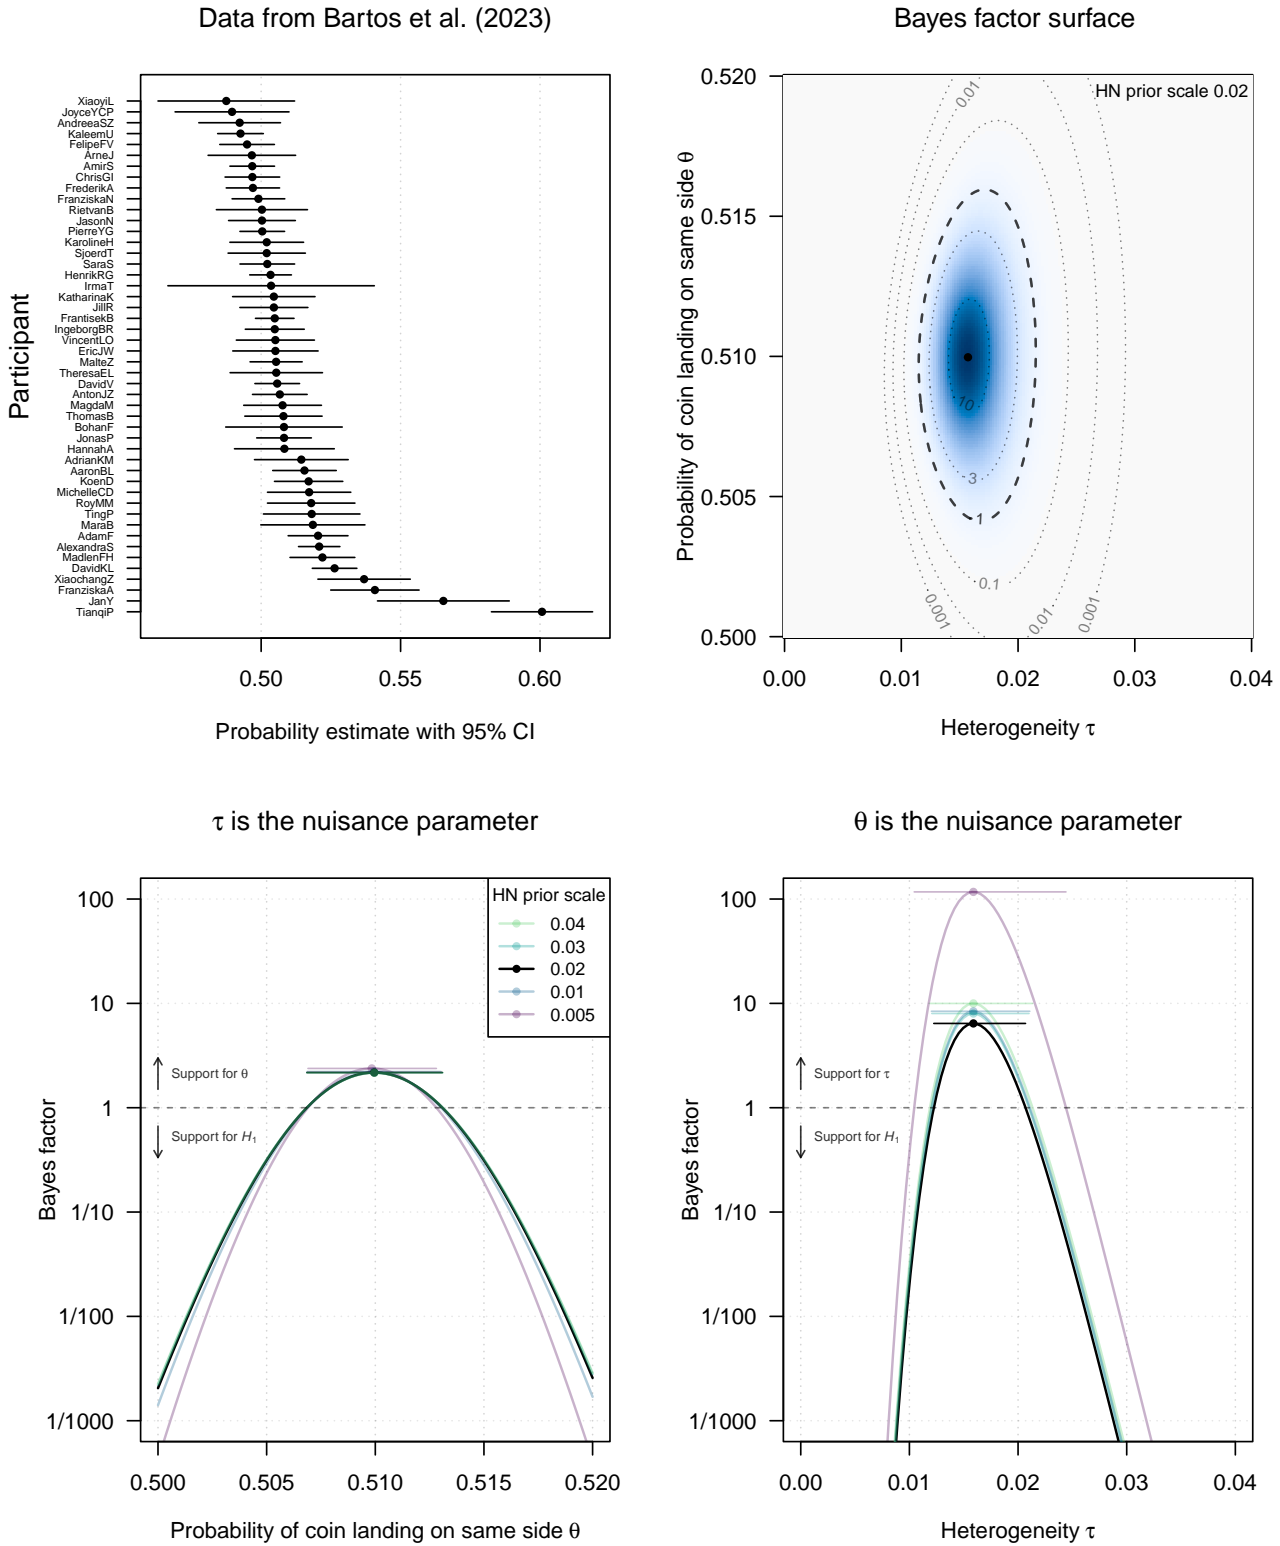 Data from Bartos et al. (2023)
Participant
XiaoyiL
JoyceYCP
AndreeaSZ
KaleemU
FelipeFV
ArneJ
AmirS
ChrisGI
FrederikA
FranziskaN
RietvanB
JasonN
PierreYG
KarolineH
SjoerdT
SaraS
HenrikRG
IrmaT
KatharinaK
JillR
FrantisekB
IngeborgBR
VincentLO
EricJW
MalteZ
TheresaEL
DavidV
AntonJZ
MagdaM
ThomasB
BohanF
JonasP
HannahA
AdrianKM
AaronBL
KoenD
MichelleCD
RoyMM
TingP
MaraB
AdamF
AlexandraS
MadlenFH
DavidKL
XiaochangZ
FranziskaA
JanY
TianqiP
0.50 0.55 0.60
Probability estimate with 95% CI
Bayes factor surface
HN prior scale 0.02
Probability of coin landing on same side θ
0.520
0.515
0.510
0.505
0.500
0.01
10
3
1
0.1
0.001
0.01
0.001
0.00 0.01 0.02 0.03 0.04
Heterogeneity τ
τ is the nuisance parameter
HN prior scale
0.04
0.03
0.02
0.01
0.005
Bayes factor
100
10
1
1/10
1/100
1/1000
Support for θ
Support for H1
0.500 0.505 0.510 0.515 0.520
Probability of coin landing on same side θ
θ is the nuisance parameter
Bayes factor
100
10
1
1/10
1/100
1/1000
Support for τ
Support for H1
0.00 0.01 0.02 0.03 0.04
Heterogeneity τ